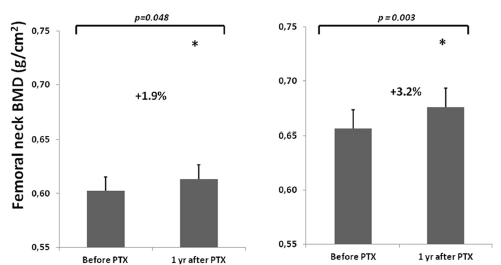 p=0.048
0,75
*
0,70
+1.9%
0,65
0,60
0,55
Before PTX
1 yr after PTX
Femoral neck BMD (g/cm²)
p = 0.003
0,75
*
0,70
+3.2%
0,65
0,60
0,55
Before PTX
1 yr after PTX